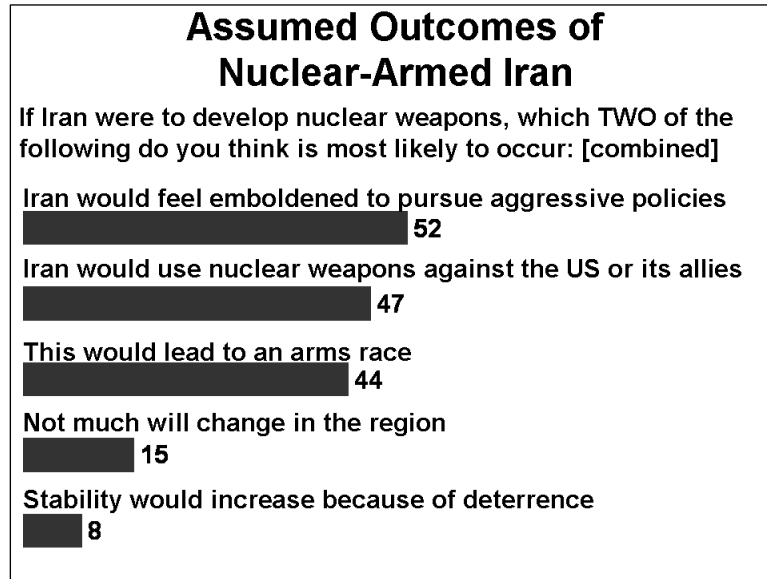 Assumed Outcomes of
Nuclear-Armed Iran
If Iran were to develop nuclear weapons, which TWO of the
following do you think is most likely to occur: [combined]
Iran would feel emboldened to pursue aggressive policies
52
Iran would use nuclear weapons against the US or its allies
47
This would lead to an arms race
44
Not much will change in the region
15
Stability would increase because of deterrence
8